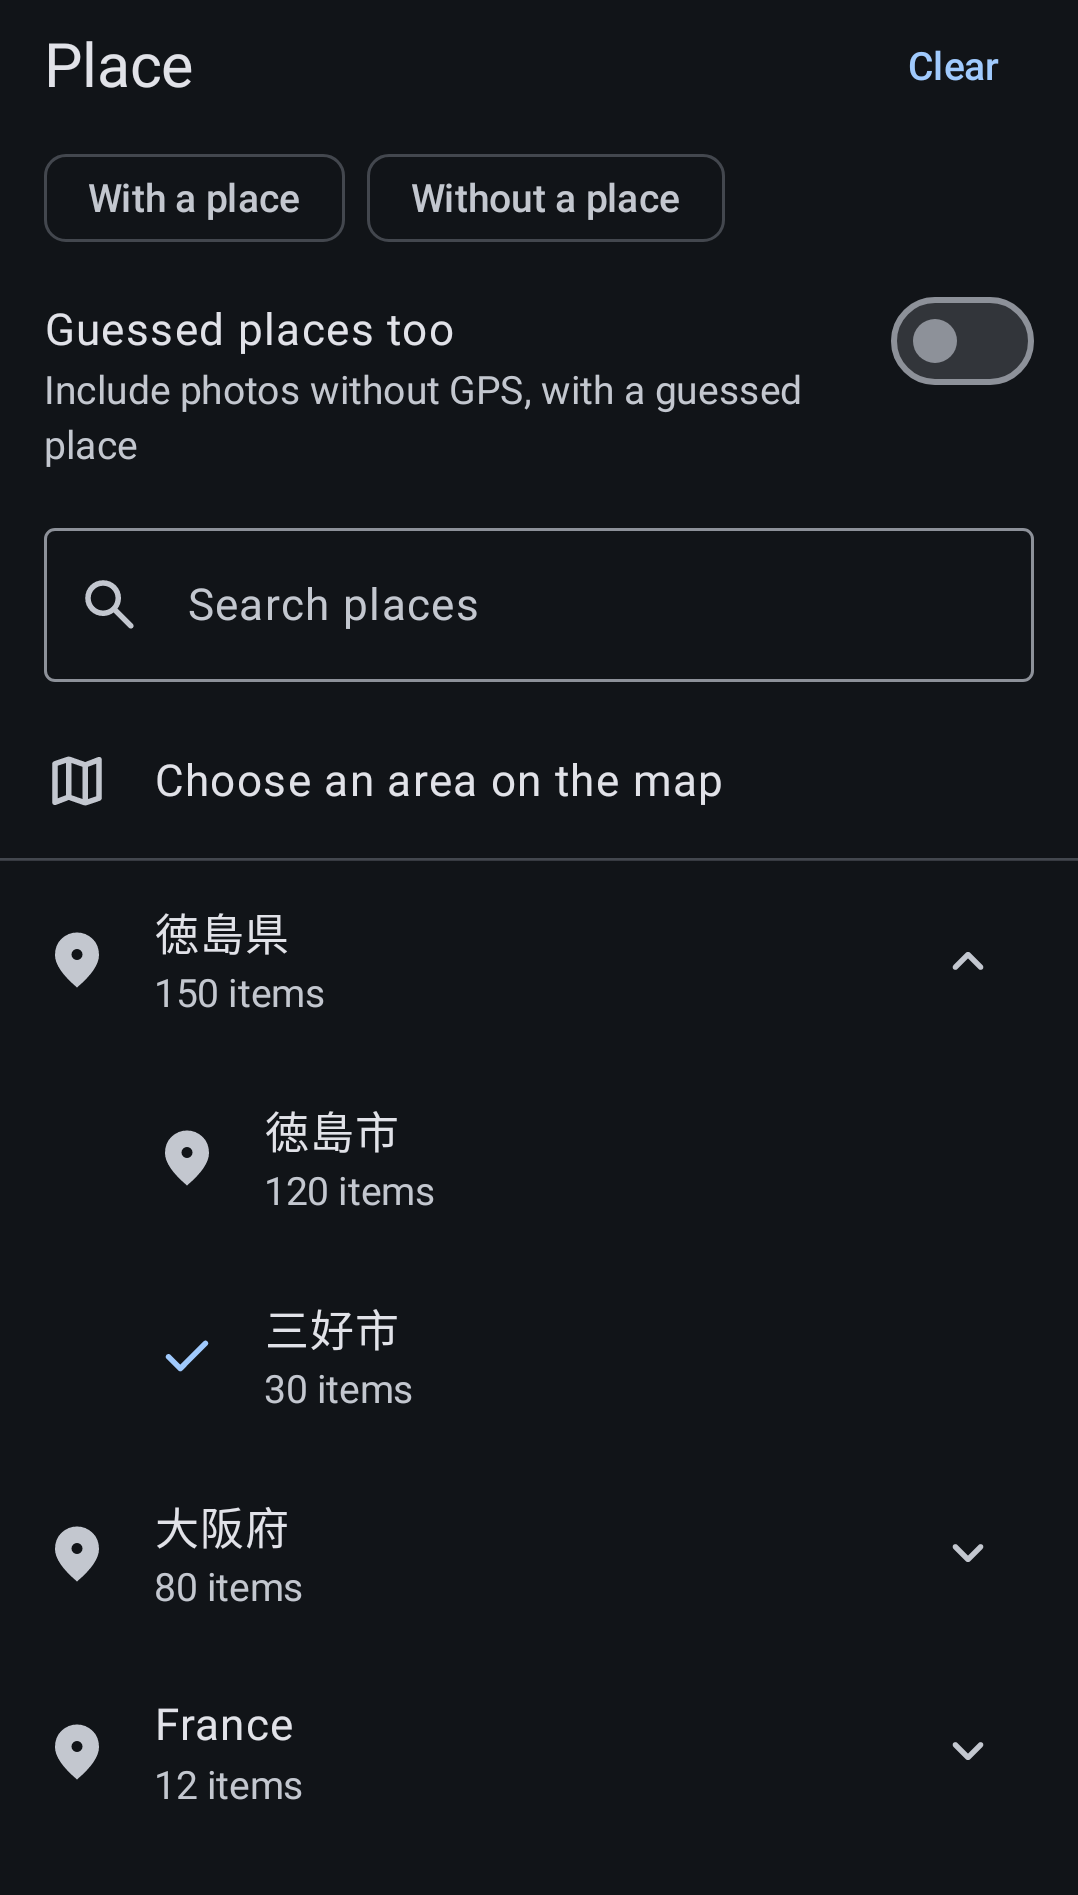 Place
Clear
With a place
Without a place
Guessed places too
Include photos without GPS, with a guessed
place
Search places
Choose an area on the map
徳島県
150 items
徳島市
120 items
三好市
30 items
大阪府
80 items
France
12 items